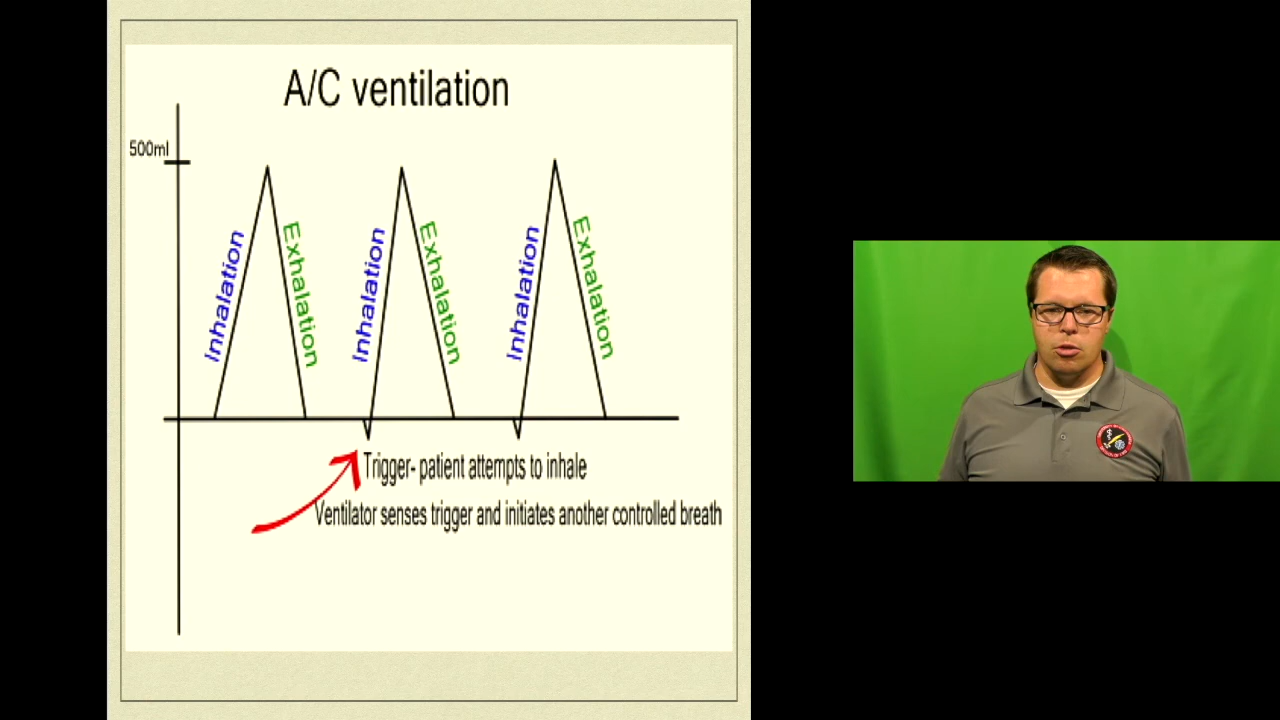 A/C ventilation
500ml
Inhalation
Exhalation
Inhalation
Exhalation
Inhalation
Exhalation
Trigger- patient attempts to inhale
Ventilator senses trigger and initiates another controlled breath